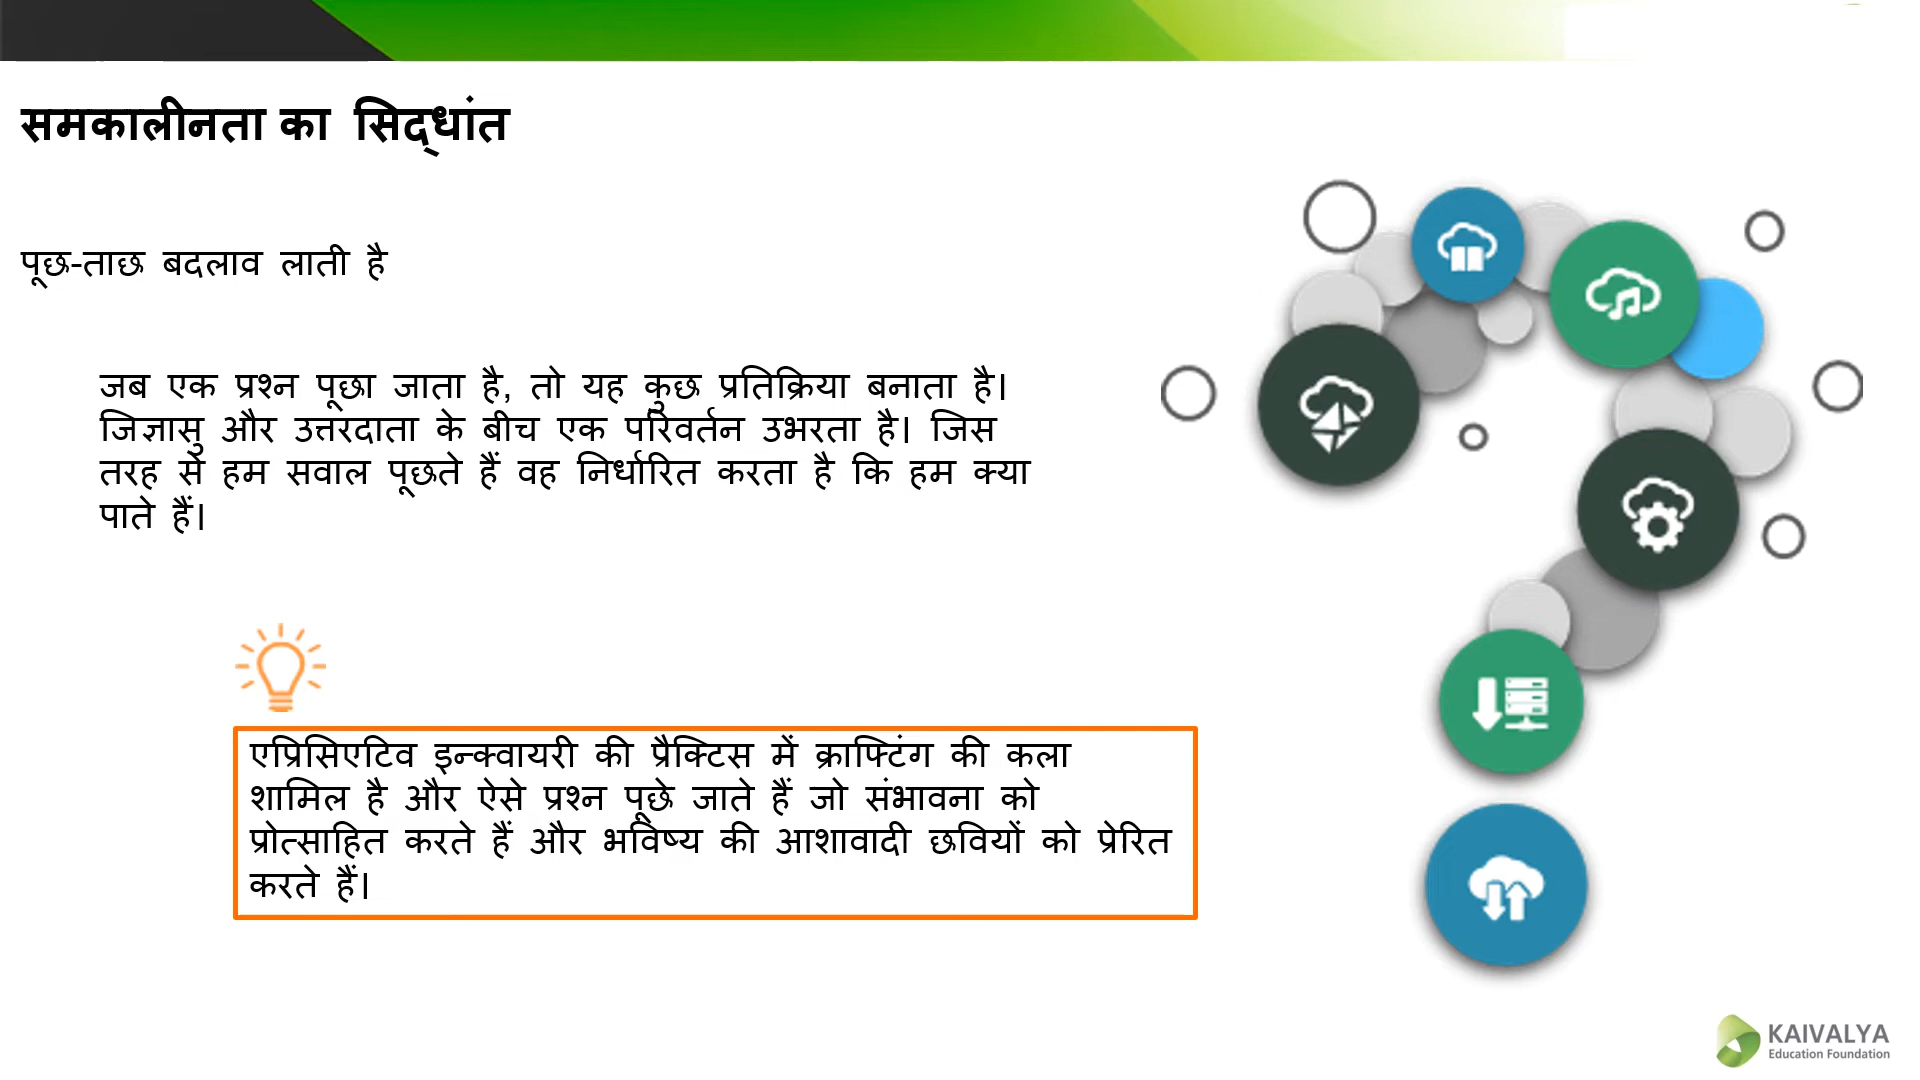 समकालीनता का सिद्धांत
पूछ-ताछ बदलाव लाती है
जब एक प्रश्न पूछा जाता है, तो यह कुछ प्रतिक्रिया बनाता है।
जिज्ञासु और उत्तरदाता के बीच एक परिवर्तन उभरता है। जिस
तरह से हम सवाल पूछते हैं वह निर्धारित करता है कि हम क्या
पाते हैं।
एप्रिसिएटिव इन्क्वायरी की प्रैक्टिस में क्राफ्टिंग की कला
शामिल है और ऐसे प्रश्न पूछे जाते हैं जो संभावना को
प्रोत्साहित करते हैं और भविष्य की आशावादी छवियों को प्रेरित
करते हैं।
KAIVALYA
Education Foundation